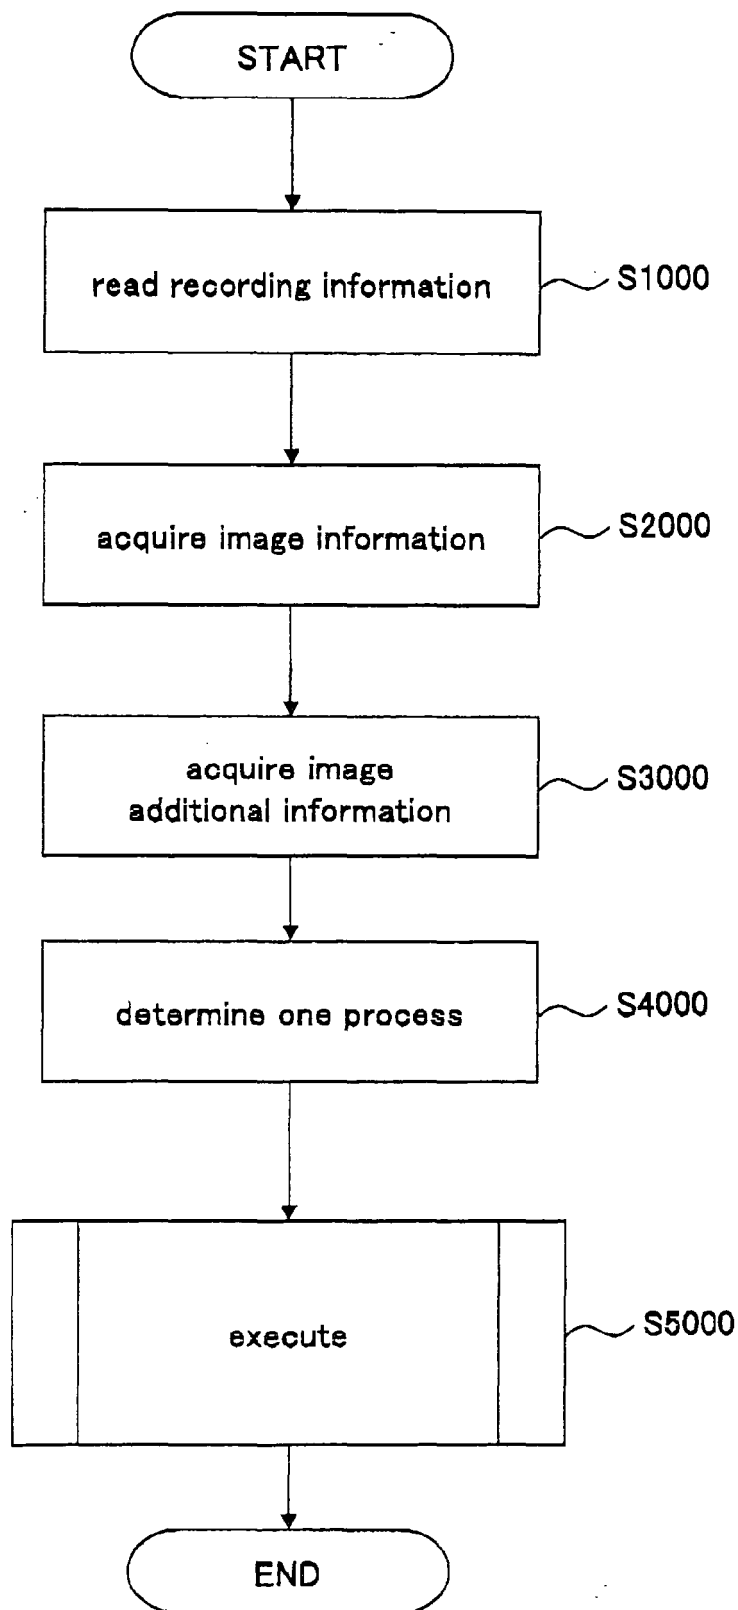 START
read recording information
S1000
acquire image information
S2000
acquire image
additional information
S3000
determine one process
S4000
execute
S5000
END